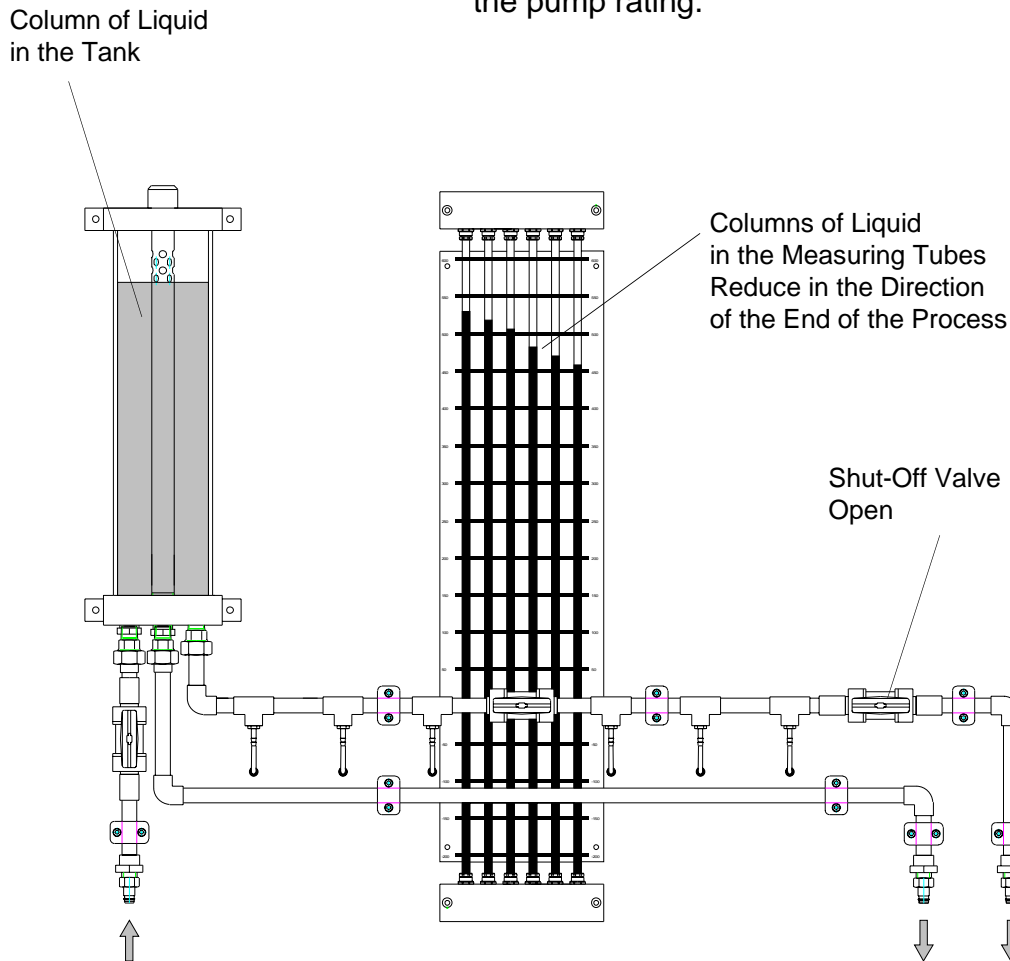 the pump rating.
Column of Liquid
in the Tank
Columns of Liquid
in the Measuring Tubes
Reduce in the Direction
of the End of the Process
Shut-Off Valve
Open